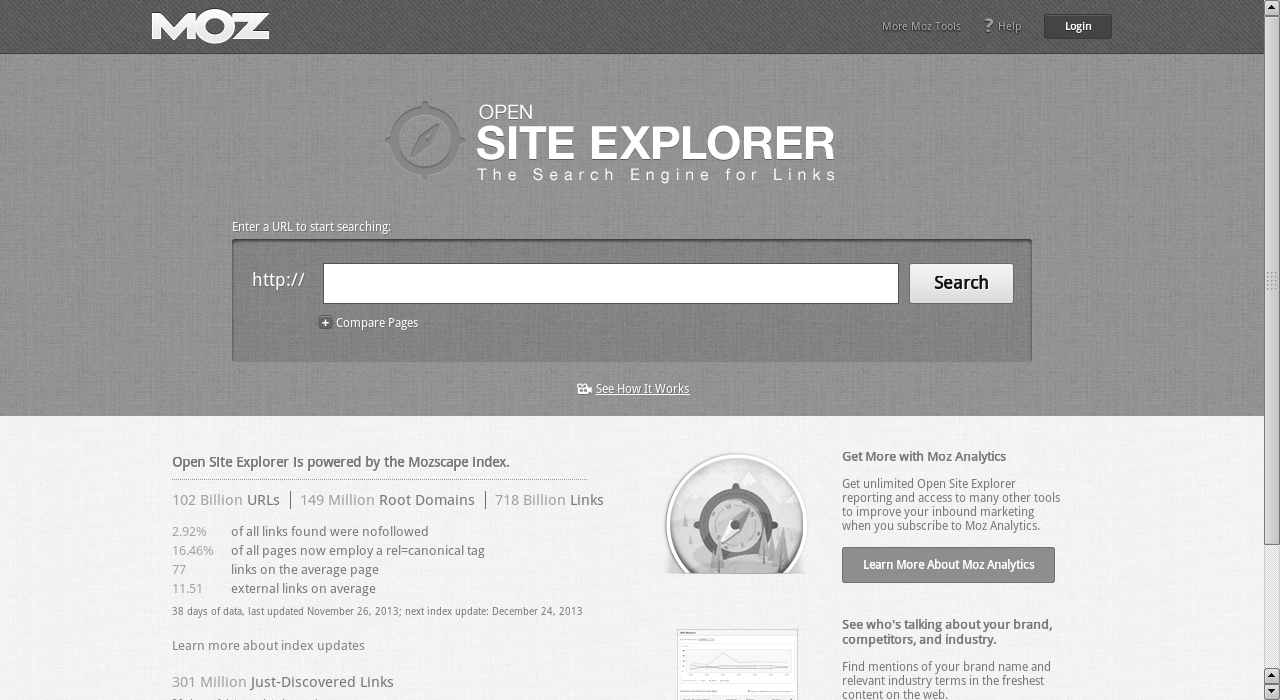 MOZ
More Moz Tools
? Help
Login
OPEN
SITE EXPLORER
The Search Engine for Links
Enter a URL to start searching:
http://
Search
+ Compare Pages
See How It Works
Open Site Explorer is powered by the Mozscape Index.
102 Billion URLs
149 Million Root Domains
718 Billion Links
2.92% of all links found were nofollowed
16.46% of all pages now employ a rel=canonical tag
77 links on the average page
11.51 external links on average
38 days of data, last updated November 26, 2013; next index update: December 24, 2013
Learn more about index updates
301 Million Just-Discovered Links
Get More with Moz Analytics
Get unlimited Open Site Explorer
reporting and access to many other tools
to improve your inbound marketing
when you subscribe to Moz Analytics.
Learn More About Moz Analytics
See who's talking about your brand,
competitors, and industry.
Find mentions of your brand name and
relevant industry terms in the freshest
content on the web.